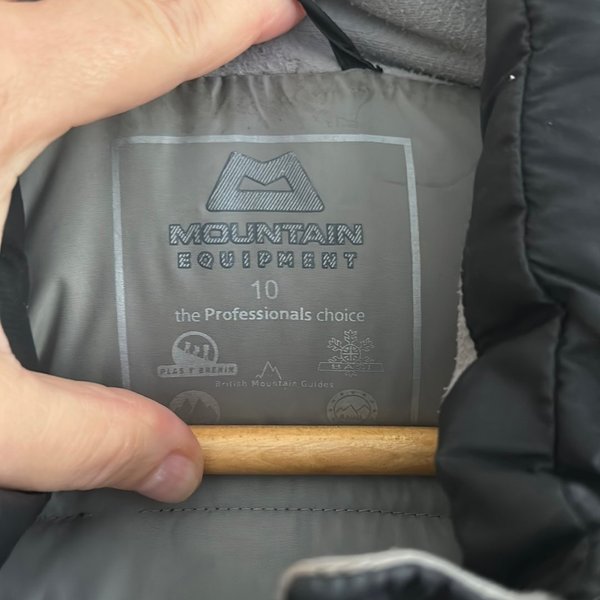 MOUNTAIN
EQUIPMENT
10
the Professionals choice
PLAS Y BRENIN
British Mountain Guides